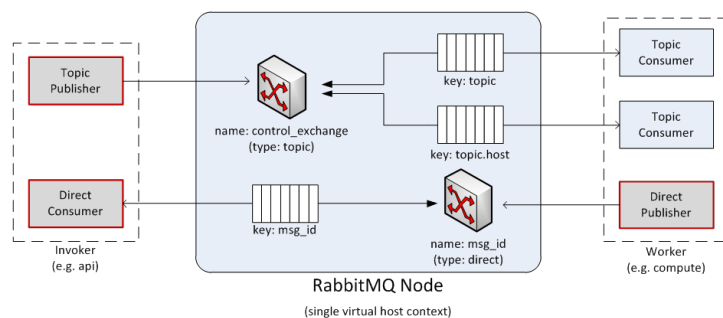 Topic
Publisher
name: control_exchange
(type: topic)
key: topic
key: topic.host
Topic
Consumer
Topic
Consumer
Direct
Consumer
key: msg_id
name: msg_id
(type: direct)
Direct
Publisher
Invoker
(e.g. api)
Worker
(e.g. compute)
RabbitMQ Node
(single virtual host context)